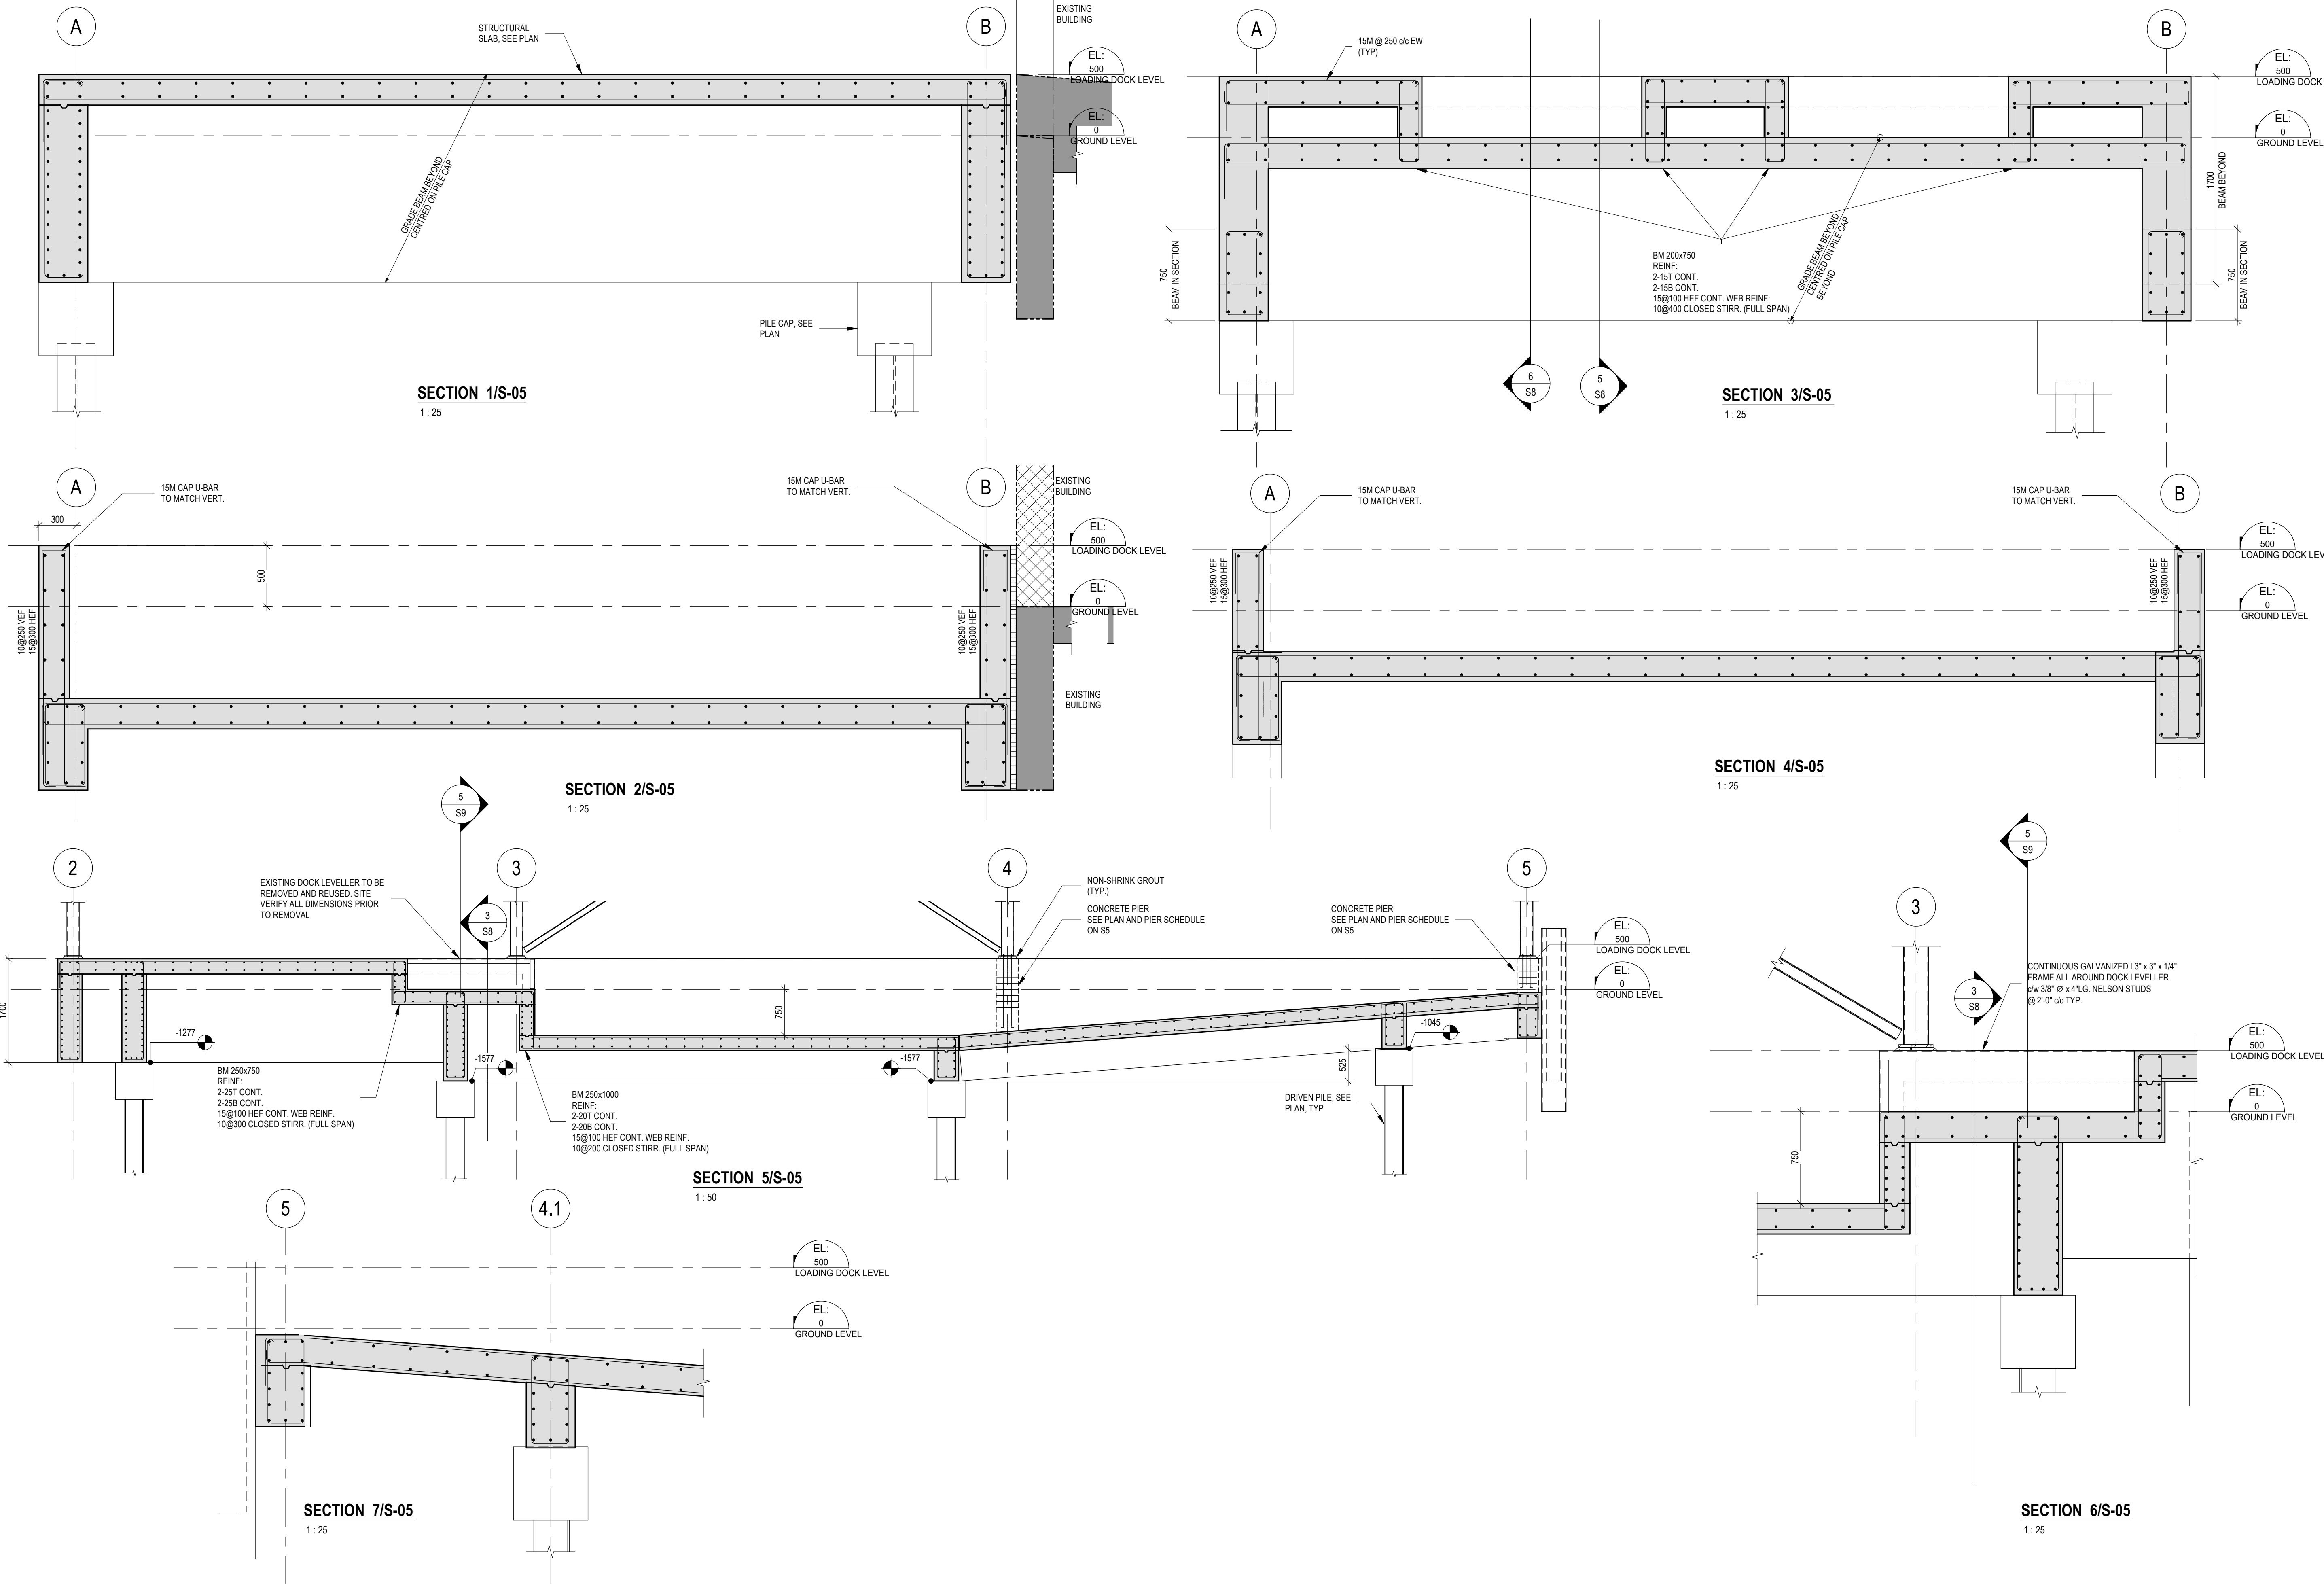 A
STRUCTURAL
SLAB, SEE PLAN
B
EXISTING
BUILDING
EL:
500
LOADING DOCK LEVEL
EL:
0
GROUND LEVEL
GRADE BEAM BEYOND
CENTRED ON PILE CAP
PILE CAP, SEE
PLAN
SECTION 1/S-05
1 : 25
A
15M @ 250 c/c EW
(TYP)
B
EL:
500
LOADING DOCK
EL:
0
GROUND LEVEL
1700
BEAM BEYOND
750
BEAM IN SECTION
750
BEAM IN SECTION
BM 200x750
REINF:
2-15T CONT.
2-15B CONT.
15@100 HEF CONT. WEB REINF:
10@400 CLOSED STIRR. (FULL SPAN)
GRADE BEAM BEYOND
CENTRED ON PILE CAP
BEYOND
6
S8
5
S8
SECTION 3/S-05
1 : 25
A
15M CAP U-BAR
TO MATCH VERT.
15M CAP U-BAR
TO MATCH VERT.
B
EXISTING
BUILDING
300
500
EL:
500
LOADING DOCK LEVEL
EL:
0
GROUND LEVEL
10@250 VEF
15@300 HEF
10@250 VEF
15@300 HEF
EXISTING
BUILDING
SECTION 2/S-05
1 : 25
A
15M CAP U-BAR
TO MATCH VERT.
15M CAP U-BAR
TO MATCH VERT.
B
EL:
500
LOADING DOCK LEV
EL:
0
GROUND LEVEL
10@250 VEF
15@300 HEF
10@250 VEF
15@300 HEF
SECTION 4/S-05
1 : 25
5
S9
2
EXISTING DOCK LEVELLER TO BE
REMOVED AND REUSED. SITE
VERIFY ALL DIMENSIONS PRIOR
TO REMOVAL
3
S8
3
4
NON-SHRINK GROUT
(TYP.)
CONCRETE PIER
SEE PLAN AND PIER SCHEDULE
ON S5
CONCRETE PIER
SEE PLAN AND PIER SCHEDULE
ON S5
5
EL:
500
LOADING DOCK LEVEL
EL:
0
GROUND LEVEL
1700
-1277
-1577
750
-1577
-1045
525
BM 250x750
REINF:
2-25T CONT.
2-25B CONT.
15@100 HEF CONT. WEB REINF.
10@300 CLOSED STIRR. (FULL SPAN)
BM 250x1000
REINF:
2-20T CONT.
2-20B CONT.
15@100 HEF CONT. WEB REINF.
10@200 CLOSED STIRR. (FULL SPAN)
DRIVEN PILE, SEE
PLAN, TYP
SECTION 5/S-05
1 : 50
5
S9
3
3
S8
CONTINUOUS GALVANIZED L3" x 3" x 1/4"
FRAME ALL AROUND DOCK LEVELLER
c/w 3/8" Ø x 4"LG. NELSON STUDS
@ 2'-0" c/c TYP.
EL:
500
LOADING DOCK LEVEL
EL:
0
GROUND LEVEL
750
SECTION 6/S-05
1 : 25
5
4.1
EL:
500
LOADING DOCK LEVEL
EL:
0
GROUND LEVEL
SECTION 7/S-05
1 : 25